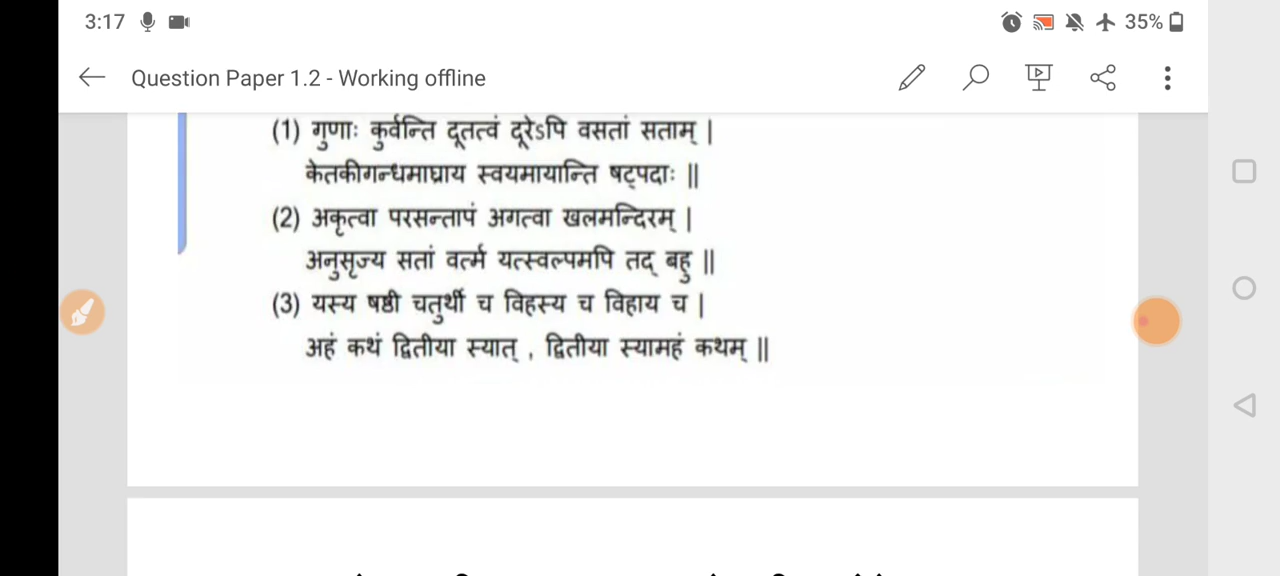 3:17
35%
Question Paper 1.2 - Working offline
(1) गुणाः कुर्वन्ति दूतत्वं दूरेऽपि वसतां सताम् |
केतकीगन्धमाघ्राय स्वयमायान्ति षट्पदाः ||
(2) अकृत्वा परसन्तापं अगत्वा खलमन्दिरम् |
अनुसृज्य सतां वर्त्म यत्स्वल्पमपि तद् बहु ||
(3) यस्य षष्ठी चतुर्थी च विहस्य च विहाय च |
अहं कथं द्वितीया स्यात् , द्वितीया स्यामहं कथम् ||